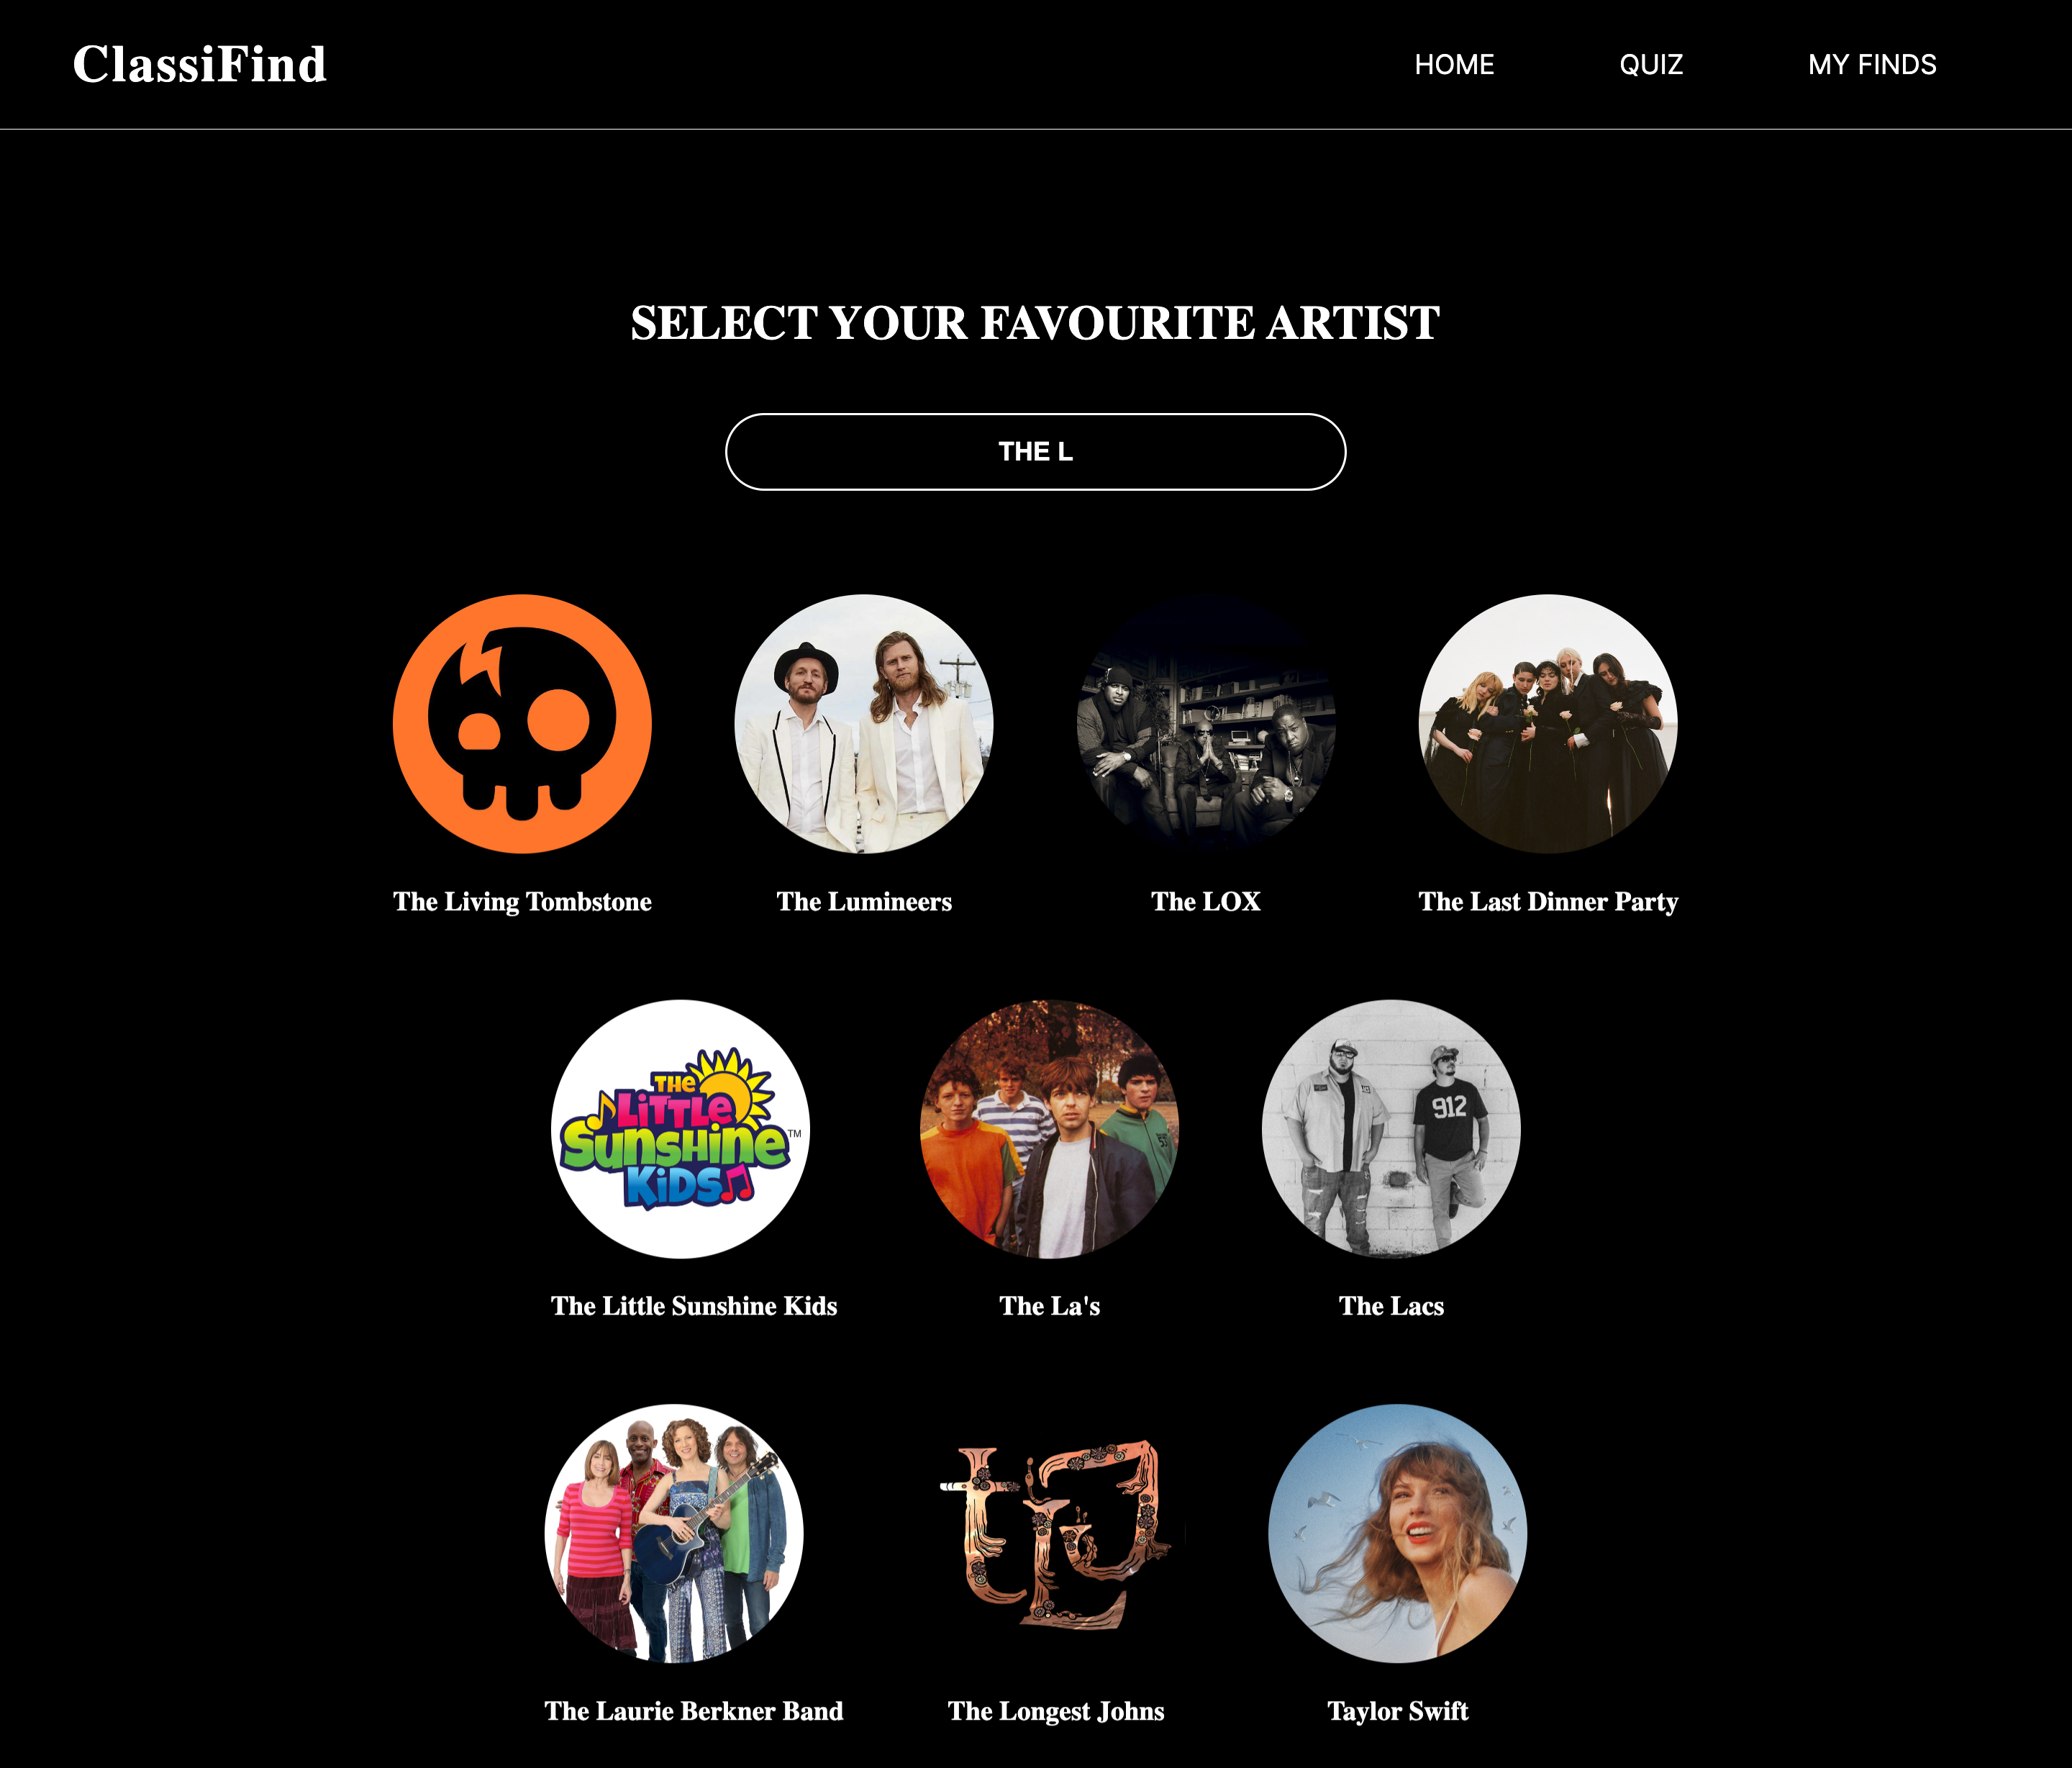 ClassiFind
HOME QUIZ MY FINDS
SELECT YOUR FAVOURITE ARTIST
THE L
The Living Tombstone
The Lumineers
The LOX
The Last Dinner Party
THE
LiTTLe
SunsHine
KiDS
TM
912
The Little Sunshine Kids
The La's
The Lacs
tLJ
The Laurie Berkner Band
The Longest Johns
Taylor Swift